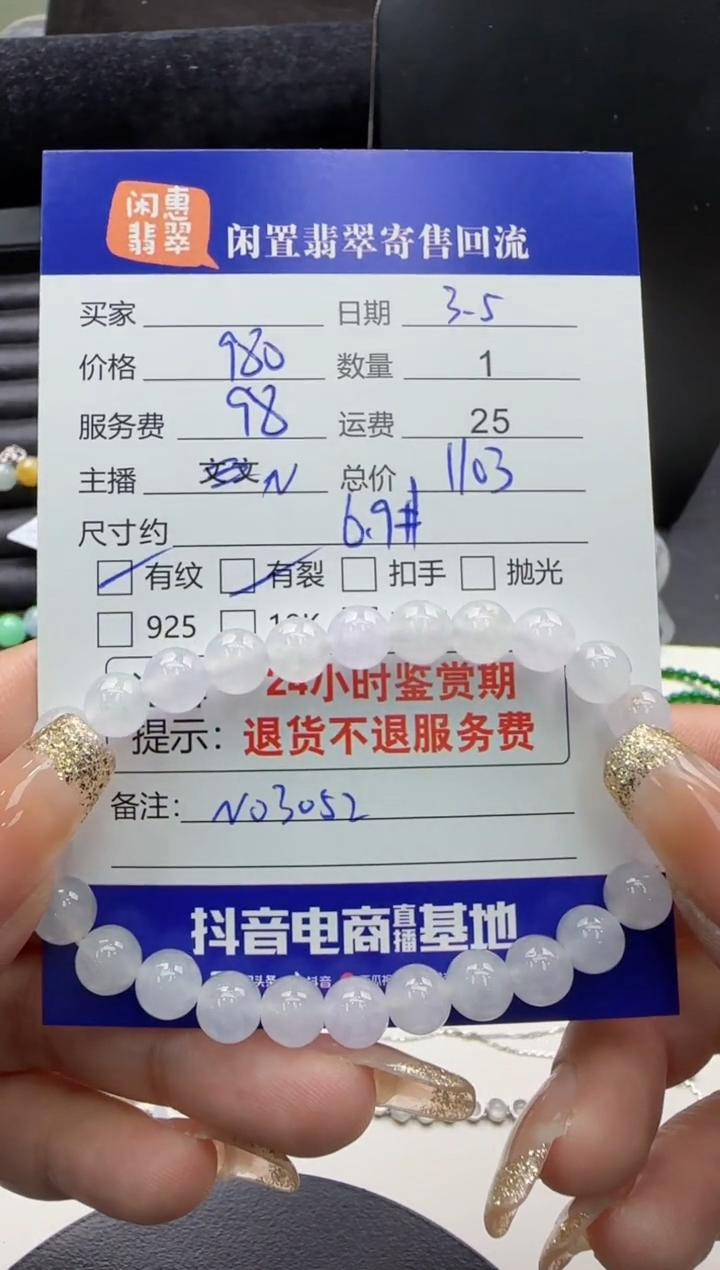 闲惠
翡翠
闲置翡翠寄售回流
买家 日期 3-5
价格 980 数量 1
服务费 98 运费 25
主播 N 总价 1103
尺寸约 6.9#
有纹 有裂 扣手 抛光
925
24小时鉴赏期
提示：退货不退服务费
备注： N03052
抖音电商直播基地
抖音